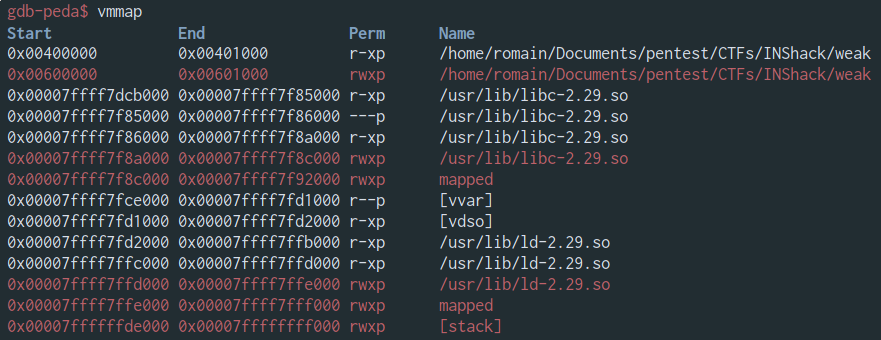 gdb-peda$ vmmap
Start End Perm Name
0x00400000 0x00401000 r-xp /home/romain/Documents/pentest/CTFs/INShack/weak
0x00600000 0x00601000 rwxp /home/romain/Documents/pentest/CTFs/INShack/weak
0x00007ffff7dcb000 0x00007ffff7f85000 r-xp /usr/lib/libc-2.29.so
0x00007ffff7f85000 0x00007ffff7f86000 ---p /usr/lib/libc-2.29.so
0x00007ffff7f86000 0x00007ffff7f8a000 r-xp /usr/lib/libc-2.29.so
0x00007ffff7f8a000 0x00007ffff7f8c000 rwxp /usr/lib/libc-2.29.so
0x00007ffff7f8c000 0x00007ffff7f92000 rwxp mapped
0x00007ffff7fce000 0x00007ffff7fd1000 r--p [vvar]
0x00007ffff7fd1000 0x00007ffff7fd2000 r-xp [vdso]
0x00007ffff7fd2000 0x00007ffff7ffb000 r-xp /usr/lib/ld-2.29.so
0x00007ffff7ffc000 0x00007ffff7ffd000 r-xp /usr/lib/ld-2.29.so
0x00007ffff7ffd000 0x00007ffff7ffe000 rwxp /usr/lib/ld-2.29.so
0x00007ffff7ffe000 0x00007ffff7fff000 rwxp mapped
0x00007ffffffde000 0x00007ffffffff000 rwxp [stack]